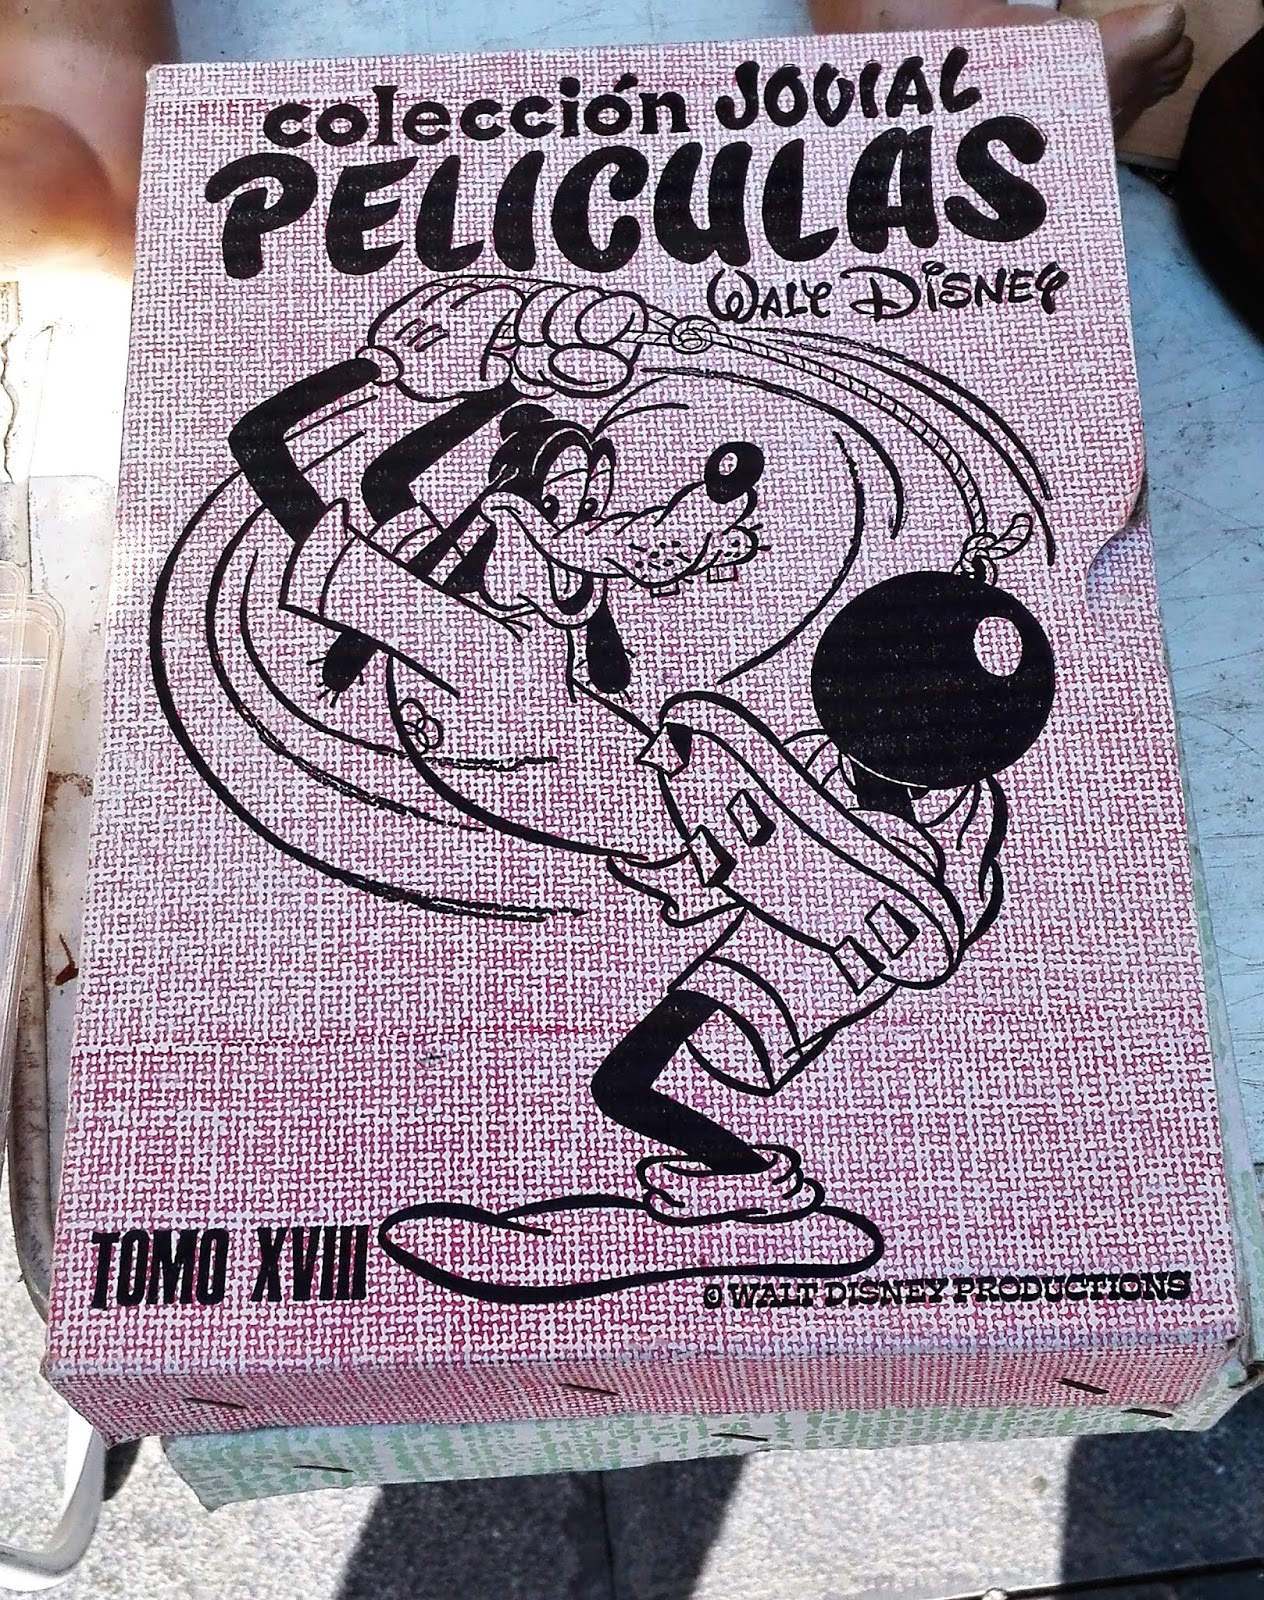 colección JOVIAL
PELICULAS
WALT DISNEY
TOMO XVIII
© WALT DISNEY PRODUCTIONS